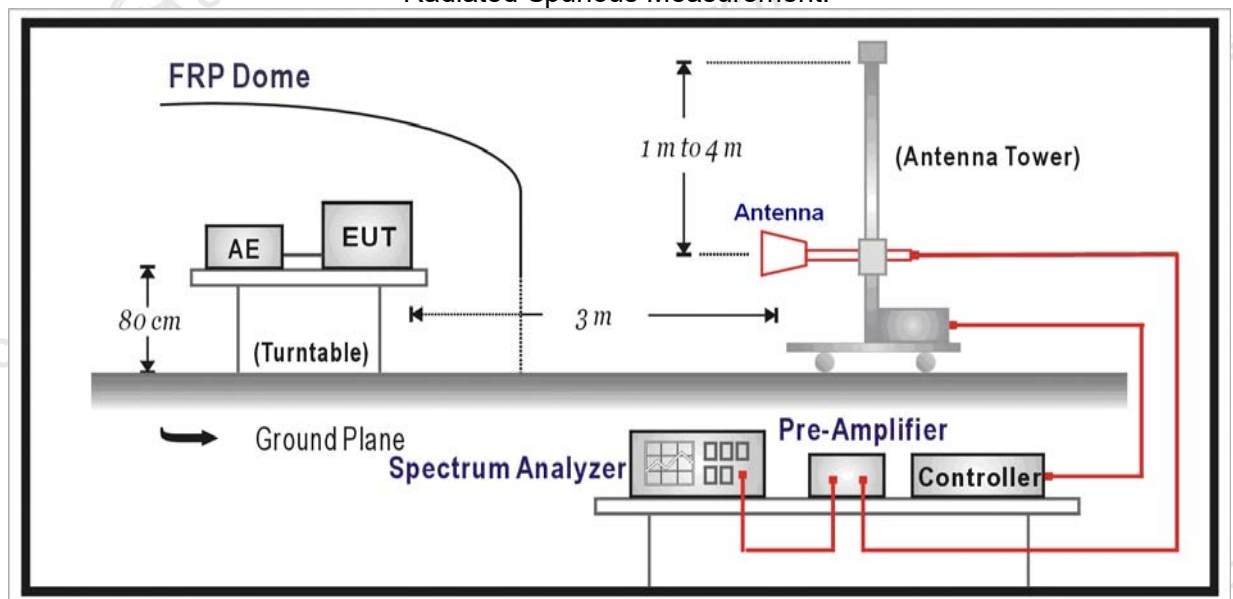 Radiated Spurious Measurement:
FRP Dome
1 m to 4 m
(Antenna Tower)
Antenna
AE
EUT
80 cm
3 m
(Turntable)
Ground Plane
Pre-Amplifier
Spectrum Analyzer
Controller